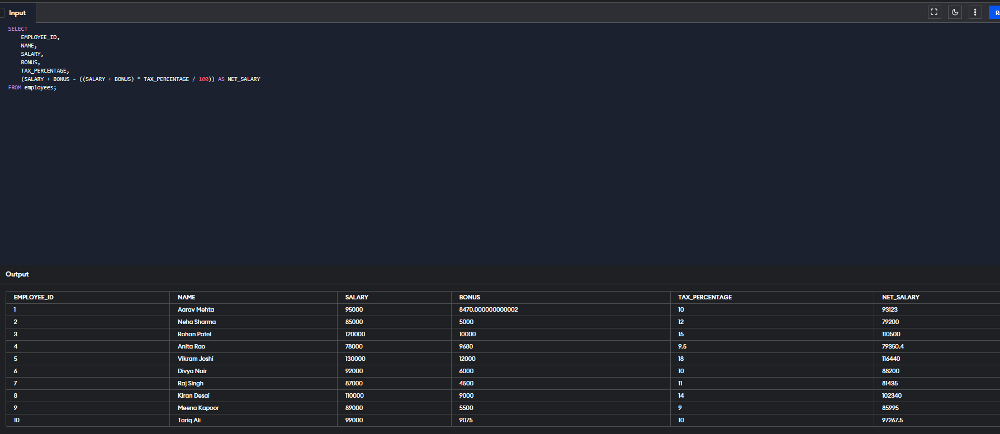 Input
SELECT
EMPLOYEE_ID,
NAME,
SALARY,
BONUS,
TAX_PERCENTAGE,
(SALARY + BONUS - ((SALARY + BONUS) * TAX_PERCENTAGE / 100)) AS NET_SALARY
FROM employees;
Output
EMPLOYEE_ID NAME SALARY BONUS TAX_PERCENTAGE NET_SALARY
1 Aarav Mehta 95000 8470.000000000002 10 93123
2 Neha Sharma 85000 5000 12 79200
3 Rohan Patel 120000 10000 15 110500
4 Anita Rao 78000 9680 9.5 79350.4
5 Vikram Joshi 130000 12000 18 116440
6 Divya Nair 92000 6000 10 88200
7 Raj Singh 87000 4500 11 81435
8 Kiran Desai 110000 9000 14 102340
9 Meena Kapoor 89000 5500 9 85995
10 Tariq Ali 99000 9075 10 97267.5